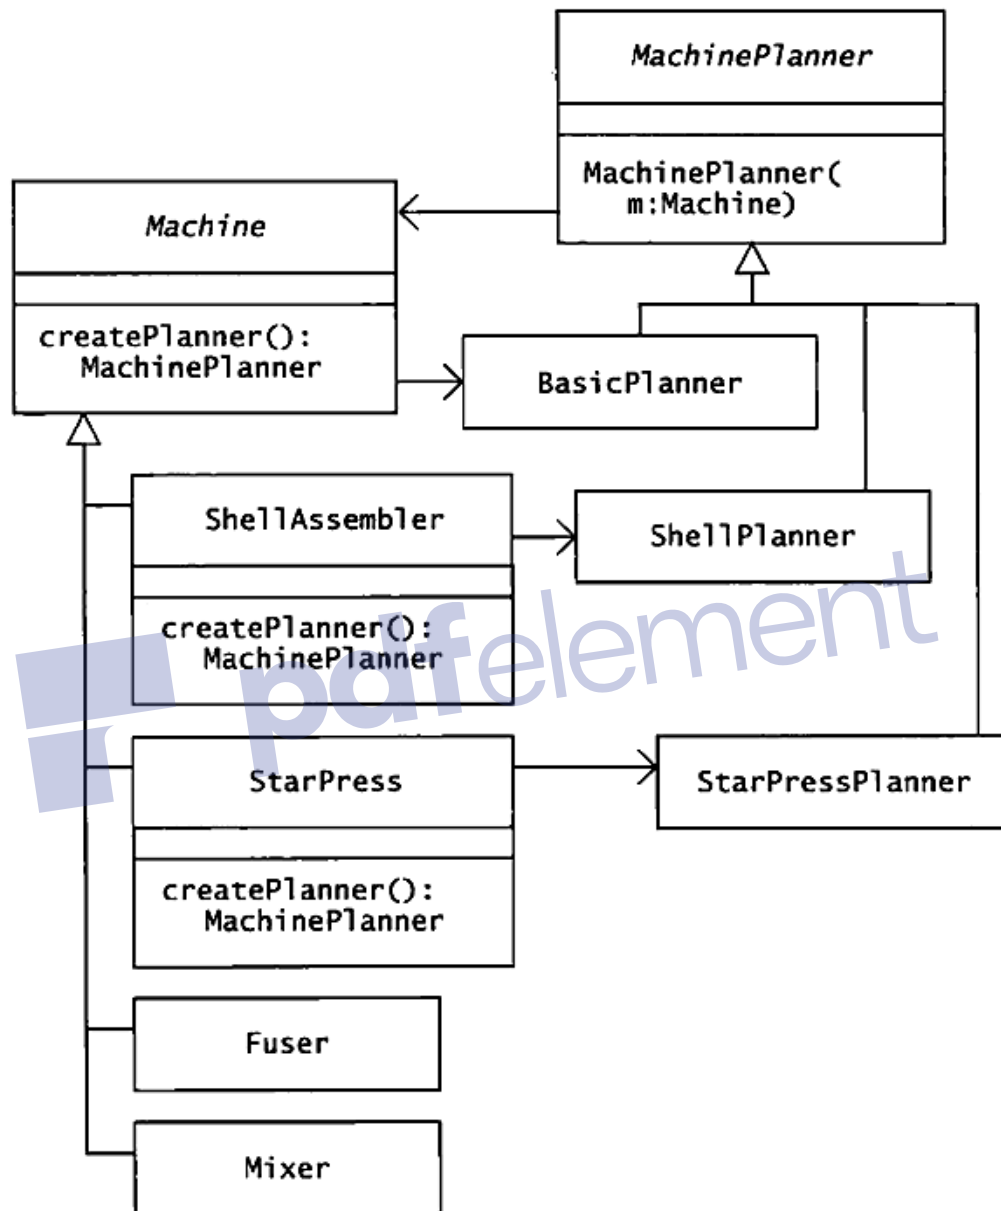 MachinePlanner
MachinePlanner(
m:Machine)
Machine
createPlanner():
MachinePlanner
BasicPlanner
ShellAssembler
createPlanner():
MachinePlanner
ShellPlanner
pdfelement
StarPress
createPlanner():
MachinePlanner
StarPressPlanner
Fuser
Mixer